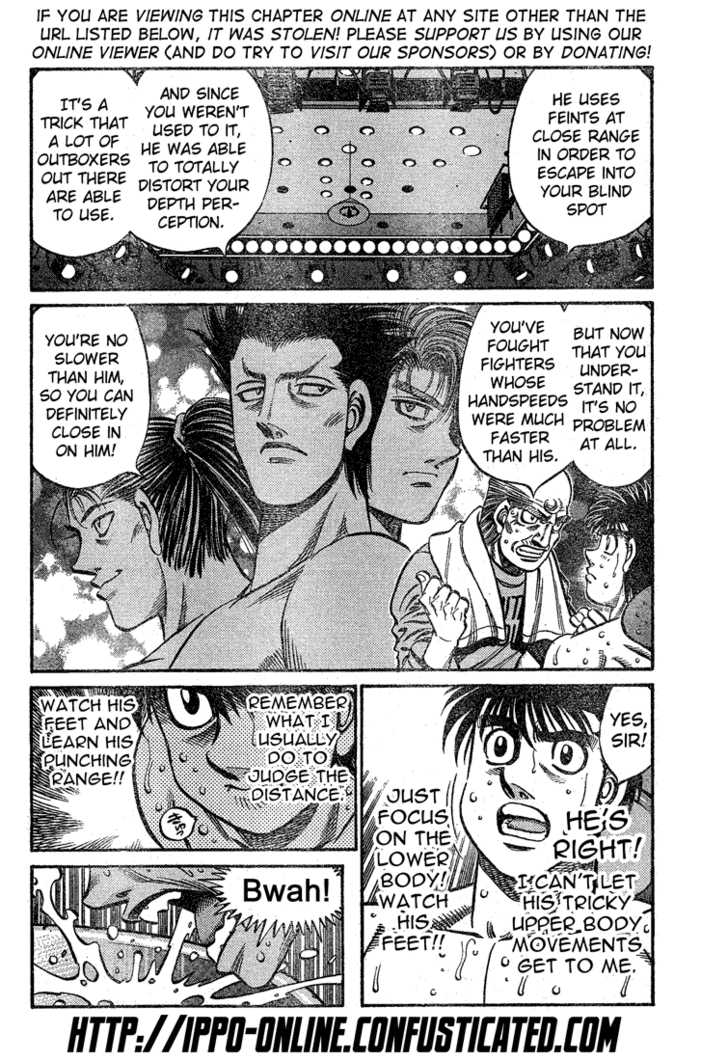 IF YOU ARE VIEWING THIS CHAPTER ONLINE AT ANY SITE OTHER THAN THE
URL LISTED BELOW, IT WAS STOLEN! PLEASE SUPPORT US BY USING OUR
ONLINE VIEWER (AND DO TRY TO VISIT OUR SPONSORS) OR BY DONATING!
HE USES
FEINTS AT
CLOSE RANGE
IN ORDER TO
ESCAPE INTO
YOUR BLIND
SPOT
AND SINCE
YOU WEREN'T
USED TO IT,
HE WAS ABLE
TO TOTALLY
DISTORT YOUR
DEPTH PER-
CEPTION.
IT'S A
TRICK THAT
A LOT OF
OUTBOXERS
OUT THERE
ARE ABLE
TO USE.
BUT NOW
THAT YOU
UNDER-
STAND IT,
IT'S NO
PROBLEM
AT ALL.
YOU'VE
FOUGHT
FIGHTERS
WHOSE
HANDSPEEDS
WERE MUCH
FASTER
THAN HIS.
YOU'RE NO
SLOWER
THAN HIM,
SO YOU CAN
DEFINITELY
CLOSE IN
ON HIM!
YES,
SIR!
HE'S
RIGHT!
I CAN'T LET
HIS TRICKY
UPPER BODY
MOVEMENTS
GET TO ME.
JUST
FOCUS
ON THE
LOWER
BODY!
WATCH
HIS
FEET!!
REMEMBER
WHAT I
USUALLY
DO TO
JUDGE THE
DISTANCE.
WATCH HIS
FEET AND
LEARN HIS
PUNCHING
RANGE!!
Bwah!
HTTP://IPPO-ONLINE.CONFUSTICATED.COM